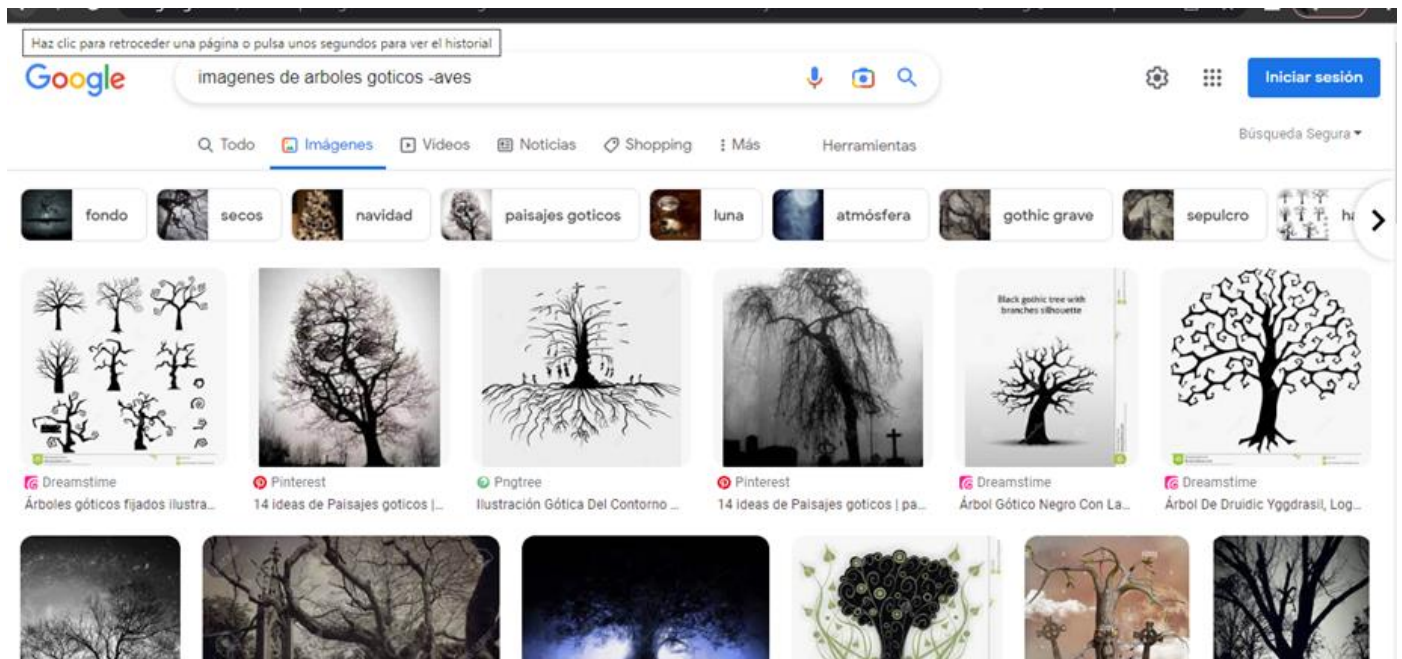 Haz clic para retroceder una página o pulsa unos segundos para ver el historial
Google
imagenes de arboles goticos -aves
Iniciar sesión
Todo
Imágenes
Vídeos
Noticias
Shopping
Más
Herramientas
Búsqueda Segura
fondo
secos
navidad
paisajes goticos
luna
atmósfera
gothic grave
sepulcro
Black gothic tree with
branches silhouette
Dreamstime
Árboles góticos fijados ilustra...
Pinterest
14 ideas de Paisajes goticos |...
Pngtree
Ilustración Gótica Del Contorno ...
Pinterest
14 ideas de Paisajes goticos | pa...
Dreamstime
Árbol Gótico Negro Con La...
Dreamstime
Árbol De Druidic Yggdrasil, Log...